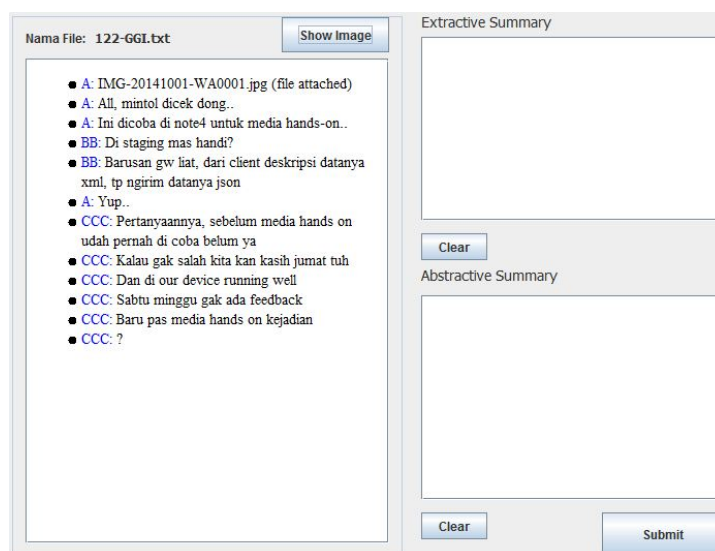 Nama File: 122-GGI.txt
Show Image
A: IMG-20141001-WA0001.jpg (file attached)
A: All, mintol dicek dong..
A: Ini dicoba di note4 untuk media hands-on..
BB: Di staging mas handi?
BB: Barusan gw liat, dari client deskripsi datanya
xml, tp ngirim datanya json
A: Yup..
CCC: Pertanyaannya, sebelum media hands on
udah pernah di coba belum ya
CCC: Kalau gak salah kita kan kasih jumat tuh
CCC: Dan di our device running well
CCC: Sabtu minggu gak ada feedback
CCC: Baru pas media hands on kejadian
CCC: ?
Extractive Summary
Clear
Abstractive Summary
Clear
Submit